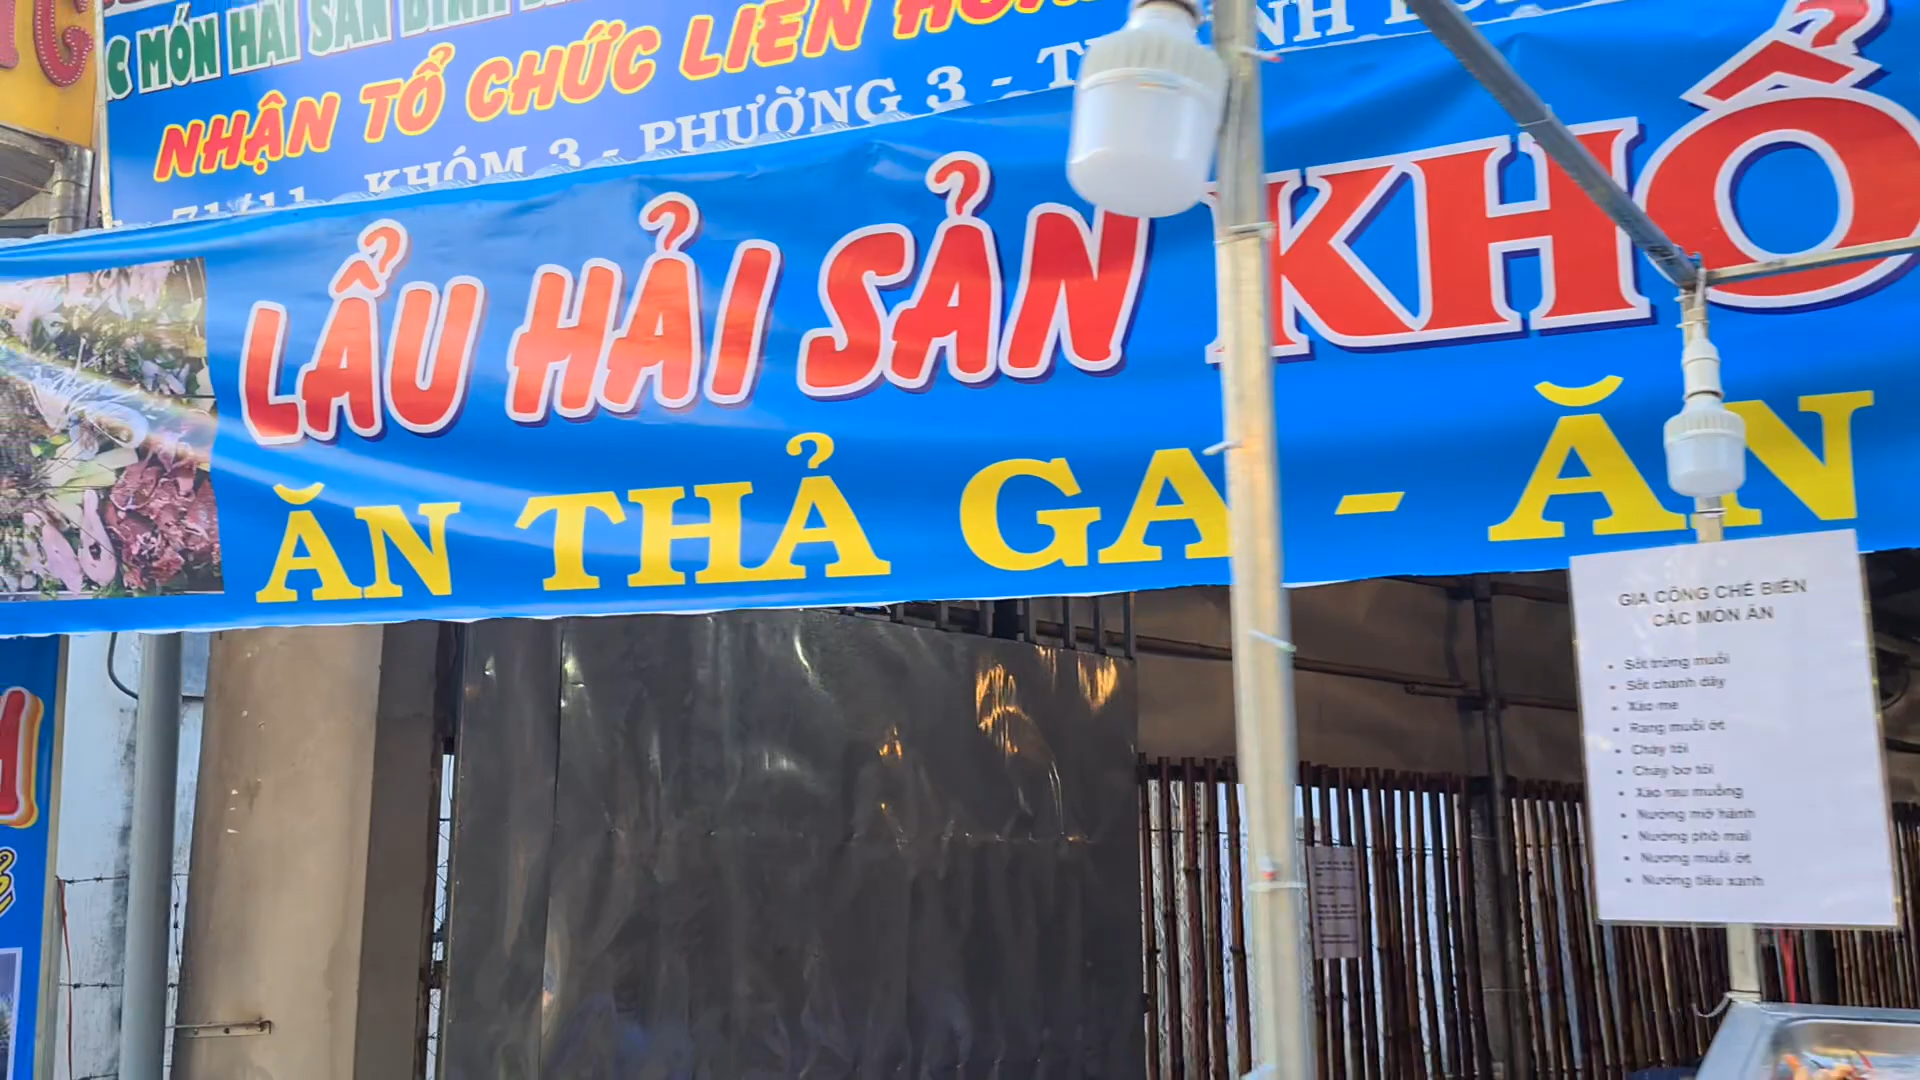 MÓN HẢI SẢN
NHẬN TỔ CHỨC LIÊN
KHÓM 3 - PHƯỜNG 3 -
LẨU HẢI SẢN KHỔ
ĂN THẢ GA - ĂN
GIA CÔNG CHẾ BIẾN
CÁC MÓN ĂN
• Sốt trứng muối
• Sốt chanh dây
• Xào me
• Rang muối ớt
• Cháy tỏi
• Cháy bơ tỏi
• Xào rau muống
• Nướng mỡ hành
• Nướng phô mai
• Nướng muối ớt
• Nướng tiêu xanh